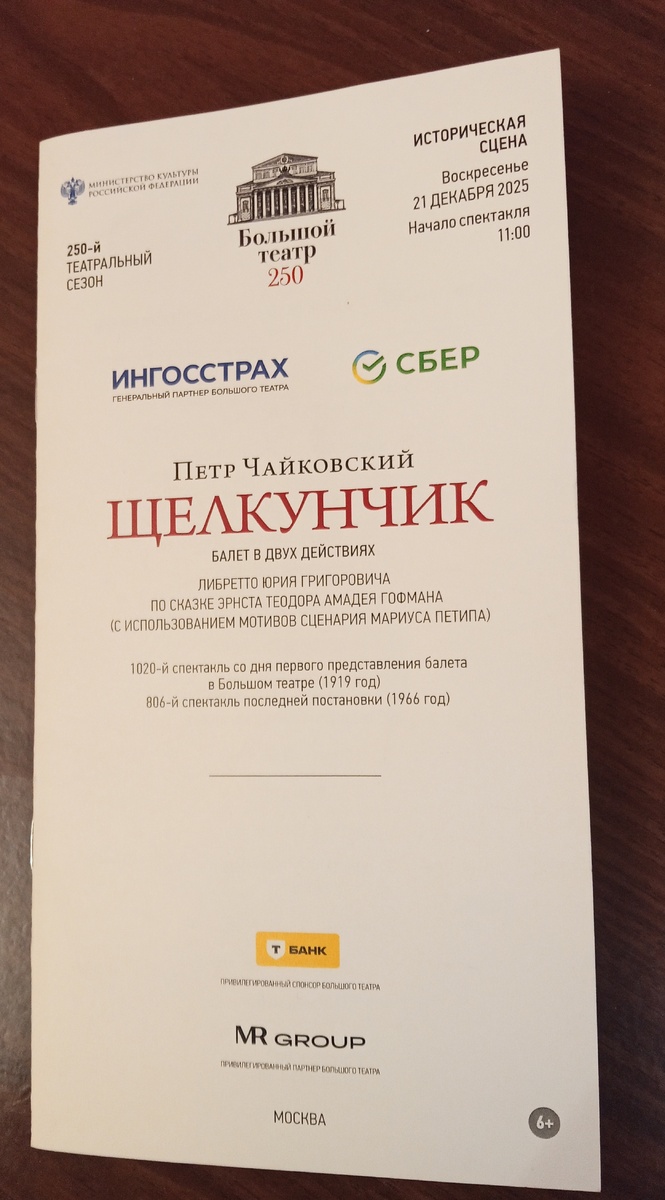 МИНИСТЕРСТВО КУЛЬТУРЫ
РОССИЙСКОЙ ФЕДЕРАЦИИ
250-й
ТЕАТРАЛЬНЫЙ
СЕЗОН
Большой
театр
250
ИСТОРИЧЕСКАЯ
СЦЕНА
Воскресенье
21 ДЕКАБРЯ 2025
Начало спектакля
11:00
ИНГОССТРАХ
ГЕНЕРАЛЬНЫЙ ПАРТНЕР БОЛЬШОГО ТЕАТРА
СБЕР
ПЕТР ЧАЙКОВСКИЙ
ЩЕЛКУНЧИК
БАЛЕТ В ДВУХ ДЕЙСТВИЯХ
ЛИБРЕТТО ЮРИЯ ГРИГОРОВИЧА
ПО СКАЗКЕ ЭРНСТА ТЕОДОРА АМАДЕЯ ГОФМАНА
(С ИСПОЛЬЗОВАНИЕМ МОТИВОВ СЦЕНАРИЯ МАРИУСА ПЕТИПА)
1020-й спектакль со дня первого представления балета
в Большом театре (1919 год)
806-й спектакль последней постановки (1966 год)
Т БАНК
ПРИВИЛЕГИРОВАННЫЙ СПОНСОР БОЛЬШОГО ТЕАТРА
MR GROUP
ПРИВИЛЕГИРОВАННЫЙ ПАРТНЕР БОЛЬШОГО ТЕАТРА
МОСКВА
6+